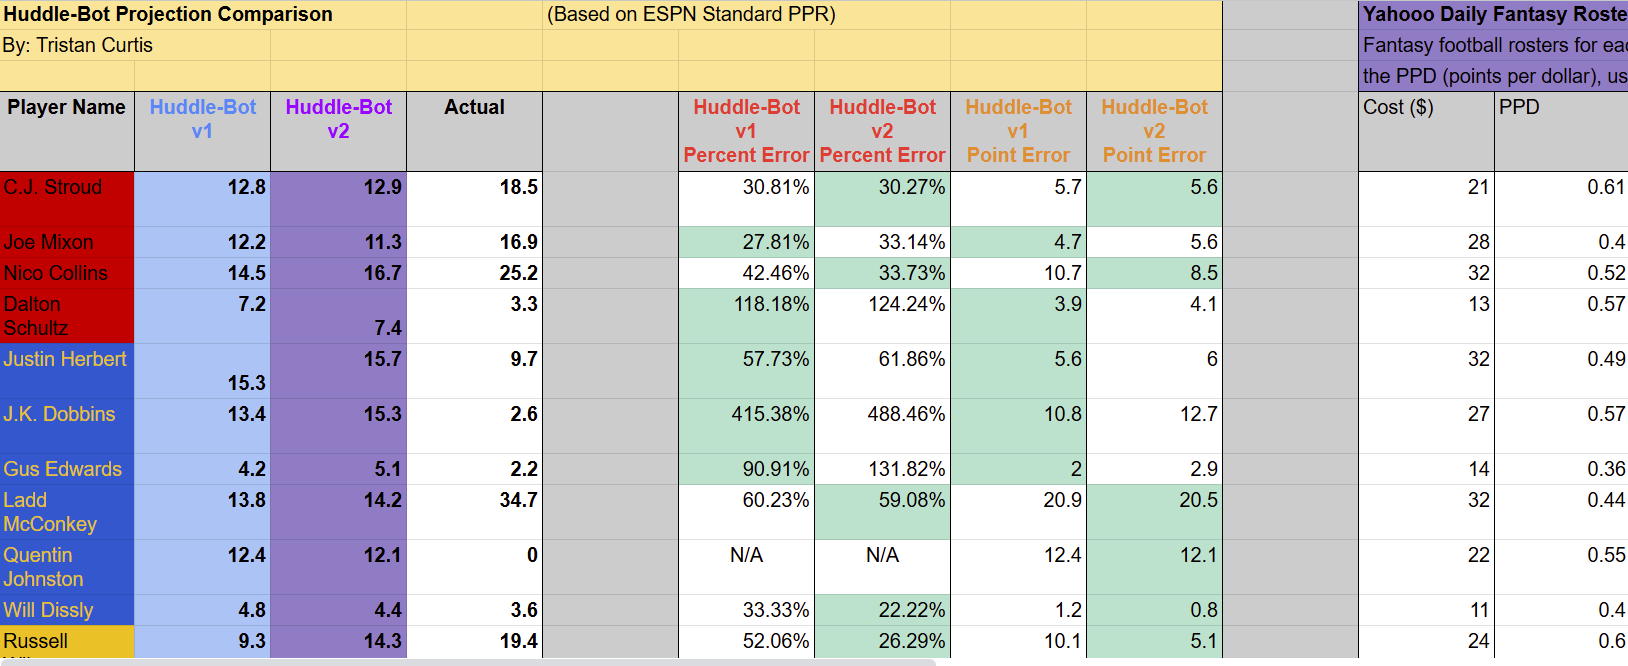 Huddle-Bot Projection Comparison (Based on ESPN Standard PPR) Yahooo Daily Fantasy
By: Tristan Curtis Fantasy football rosters for
the PPD (points per dollar),
Player Name Huddle-Bot v1 Huddle-Bot v2 Actual Huddle-Bot v1 Percent Error Huddle-Bot v2 Percent Error Huddle-Bot v1 Point Error Huddle-Bot v2 Point Error Cost ($) PPD
C.J. Stroud 12.8 12.9 18.5 30.81% 30.27% 5.7 5.6 21 0.61
Joe Mixon 12.2 11.3 16.9 27.81% 33.14% 4.7 5.6 28 0.4
Nico Collins 14.5 16.7 25.2 42.46% 33.73% 10.7 8.5 32 0.52
Dalton Schultz 7.2 7.4 3.3 118.18% 124.24% 3.9 4.1 13 0.57
Justin Herbert 15.3 15.7 9.7 57.73% 61.86% 5.6 6 32 0.49
J.K. Dobbins 13.4 15.3 2.6 415.38% 488.46% 10.8 12.7 27 0.57
Gus Edwards 4.2 5.1 2.2 90.91% 131.82% 2 2.9 14 0.36
Ladd McConkey 13.8 14.2 34.7 60.23% 59.08% 20.9 20.5 32 0.44
Quentin Johnston 12.4 12.1 0 N/A N/A 12.4 12.1 22 0.55
Will Dissly 4.8 4.4 3.6 33.33% 22.22% 1.2 0.8 11 0.4
Russell 9.3 14.3 19.4 52.06% 26.29% 10.1 5.1 24 0.6